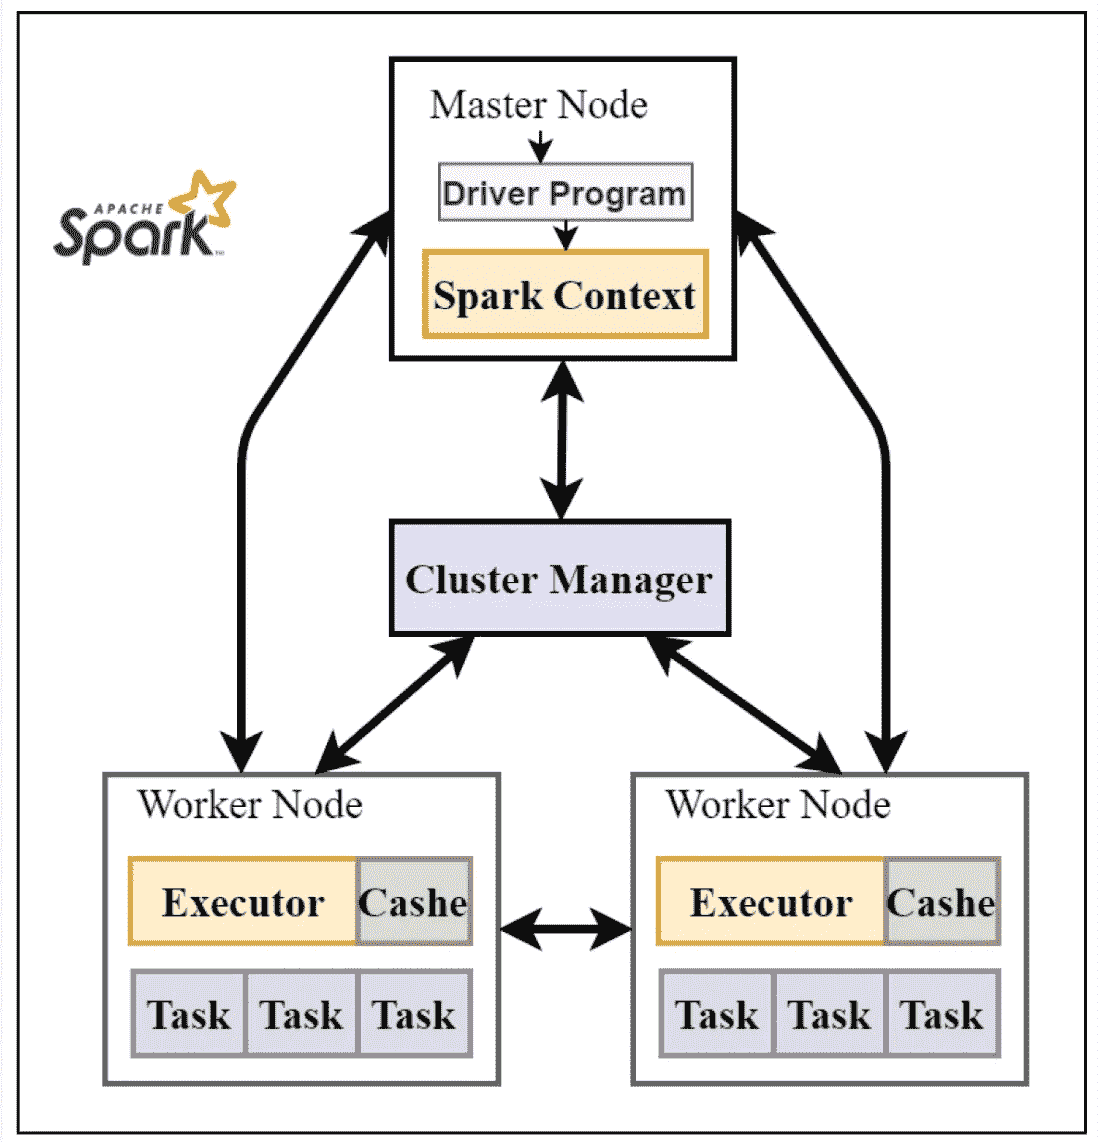 Master Node
Driver Program
APACHE
Spark™
Spark Context
Cluster Manager
Worker Node
Executor Cashe
Task Task Task
Worker Node
Executor Cashe
Task Task Task